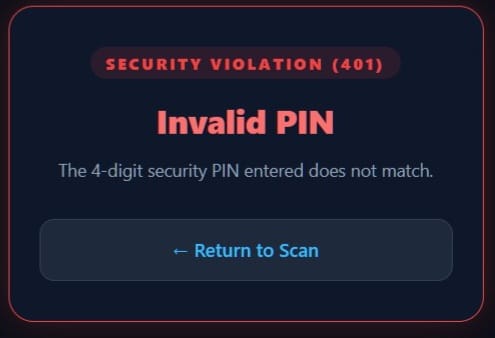 SECURITY VIOLATION (401)
Invalid PIN
The 4-digit security PIN entered does not match.
← Return to Scan